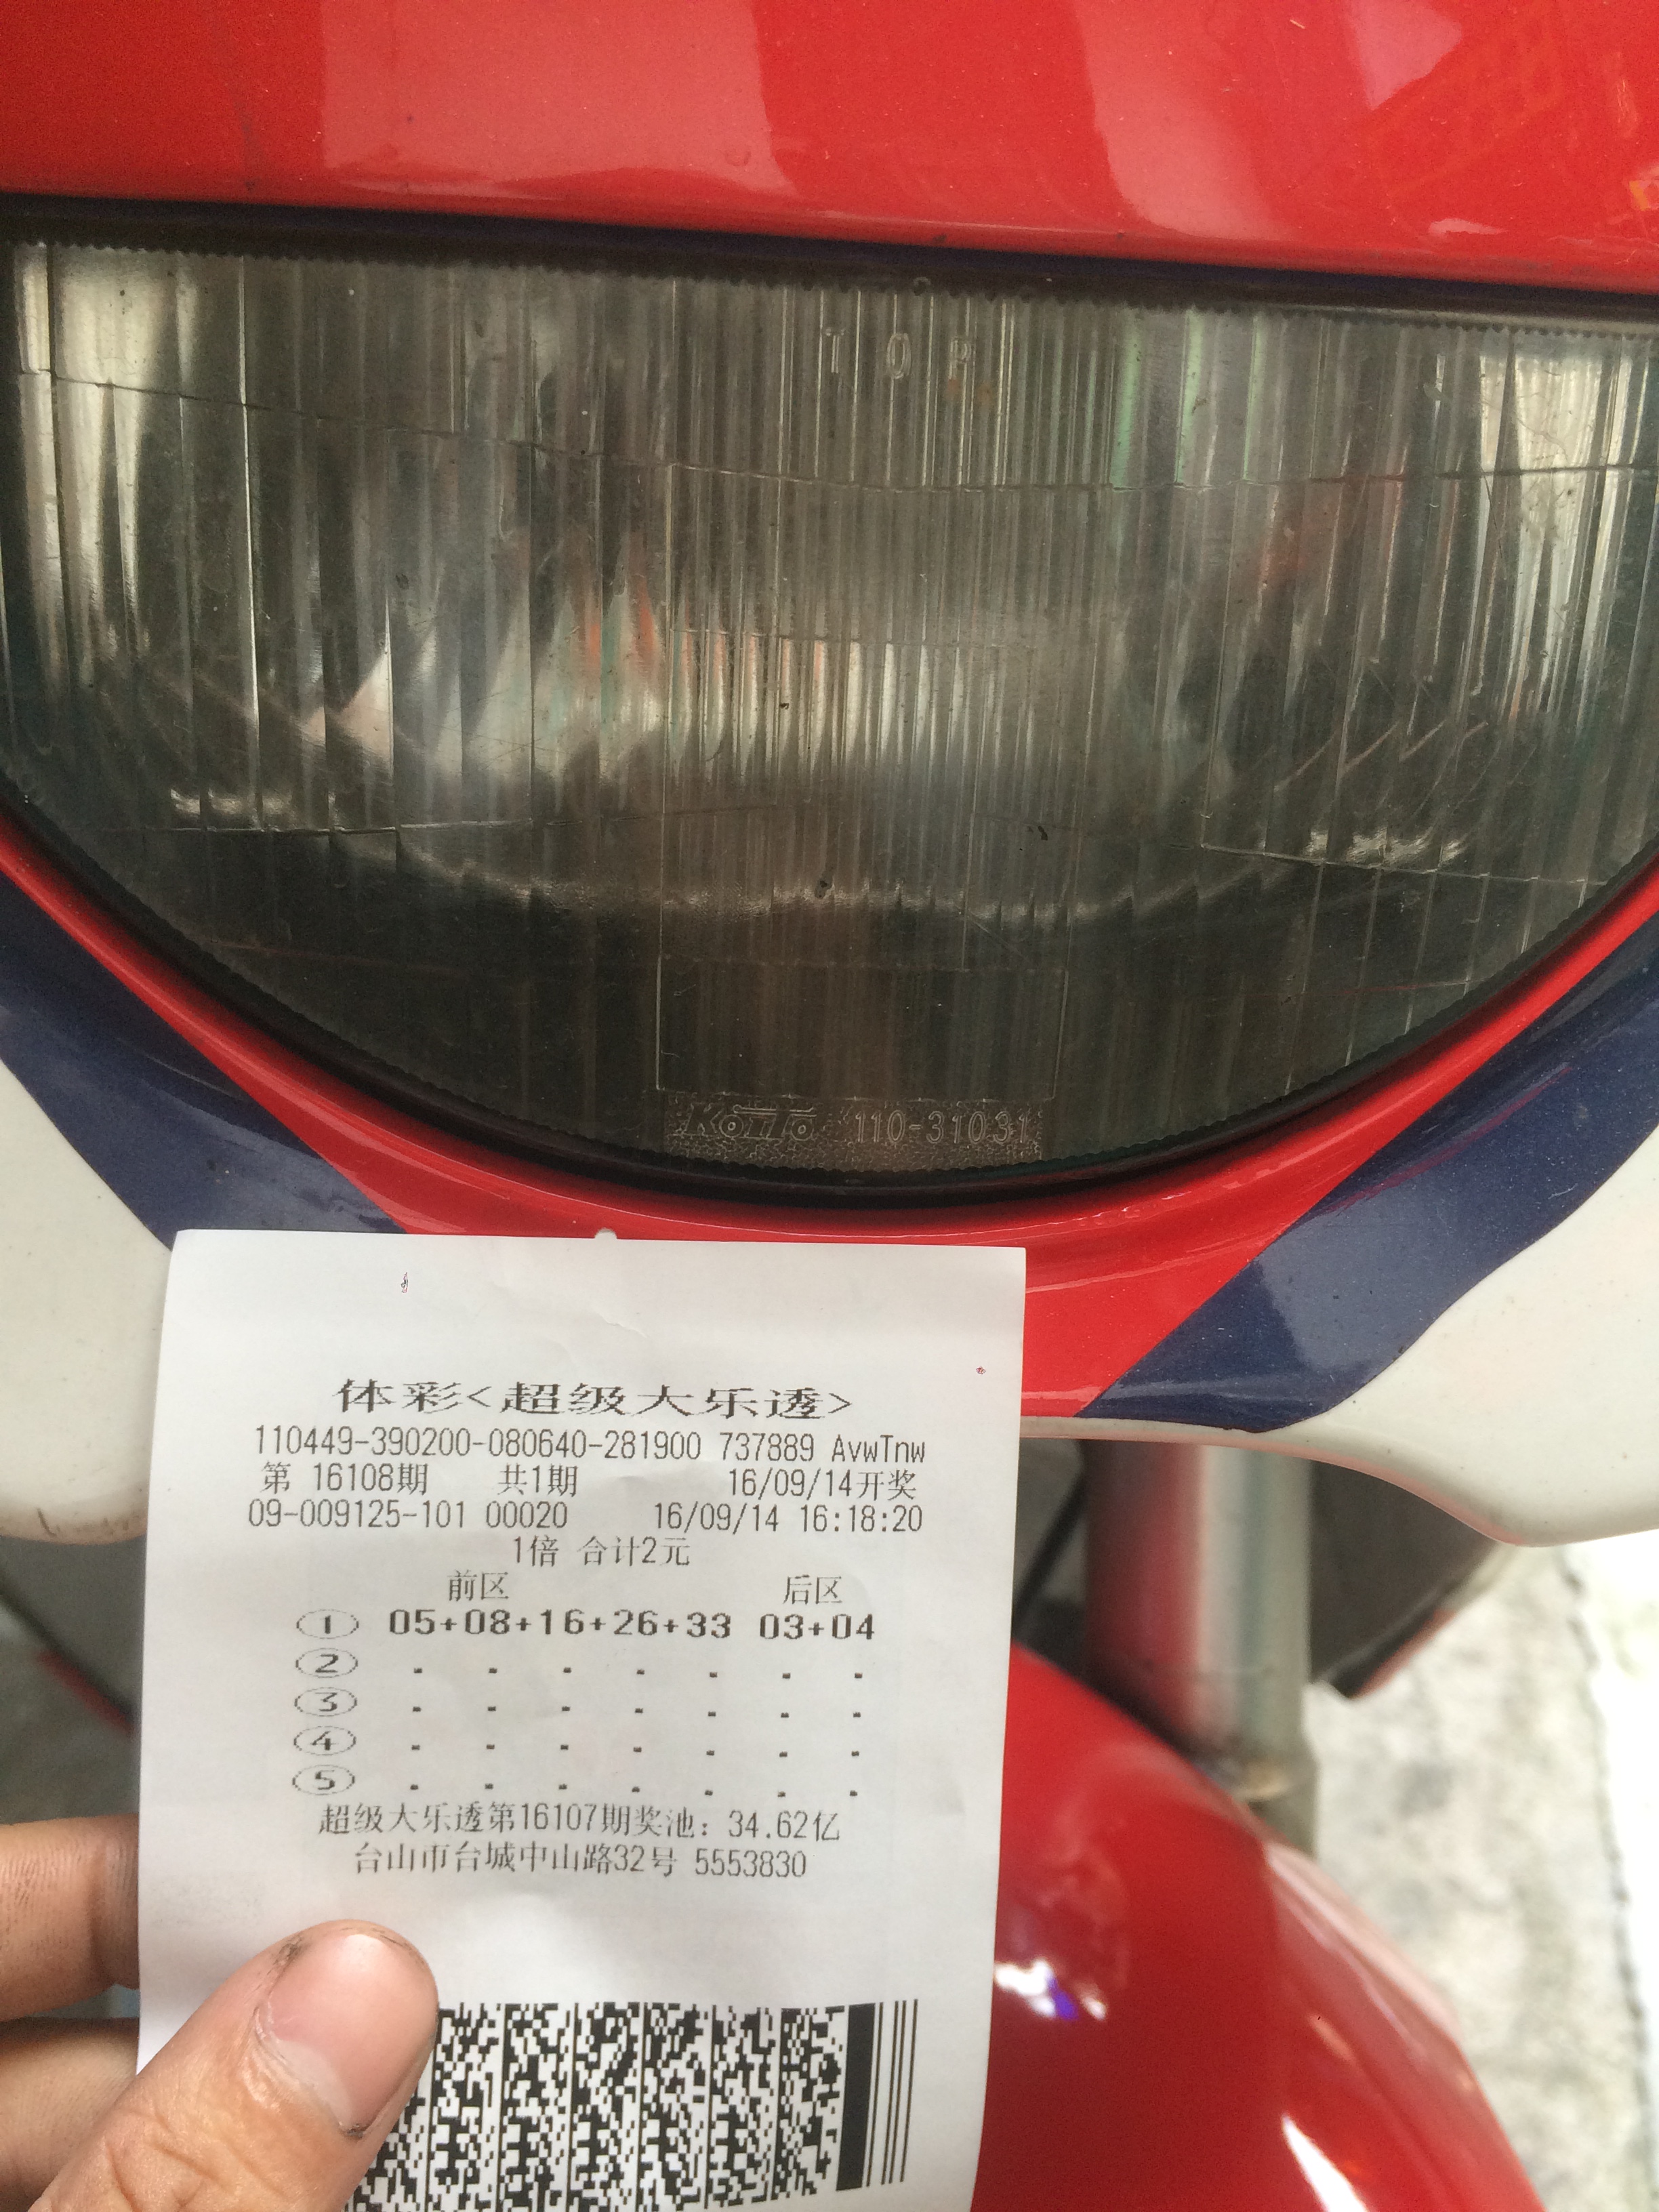 TOP
Koito 110-31031
体彩<超级大乐透>
110449-390200-080640-281900 737889 AvwTnw
第 16108期 共1期 16/09/14开奖
09-009125-101 00020 16/09/14 16:18:20
1倍 合计2元
前区 后区
① 05+08+16+26+33 03+04
② - - - - - - -
③ - - - - - - -
④ - - - - - - -
⑤ - - - - - - -
超级大乐透第16107期奖池：34.62亿
台山市台城中山路32号 5553830